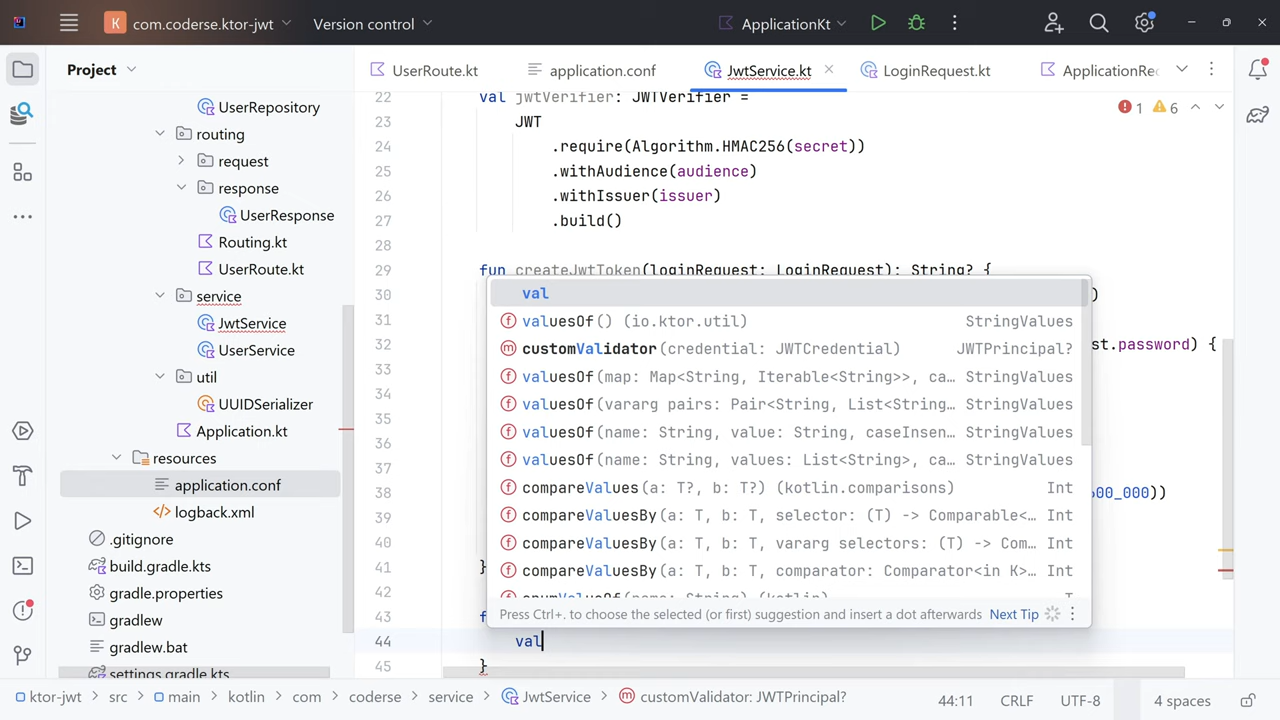 K com.coderse.ktor-jwt Version control ApplicationKt
Project
UserRoute.kt application.conf JwtService.kt LoginRequest.kt ApplicationRec
UserRepository
routing
request
response
UserResponse
Routing.kt
UserRoute.kt
service
JwtService
UserService
util
UUIDSerializer
Application.kt
resources
application.conf
logback.xml
.gitignore
build.gradle.kts
gradle.properties
gradlew
gradlew.bat
settings.gradle.kts
1 6
22 val jwtVerifier: JWTVerifier =
23 JWT
24 .require(Algorithm.HMAC256(secret))
25 .withAudience(audience)
26 .withIssuer(issuer)
27 .build()
28
29 fun createJwtToken(loginRequest: LoginRequest): String? {
30 )
31
32 st.password) {
33
34
35
36
37
38 600_000))
39
40
41 }
42
43 f
44 val
45 }
val
valuesOf() (io.ktor.util) StringValues
customValidator(credential: JWTCredential) JWTPrincipal?
valuesOf(map: Map<String, Iterable<String>>, ca… StringValues
valuesOf(vararg pairs: Pair<String, List<String… StringValues
valuesOf(name: String, value: String, caseInsen… StringValues
valuesOf(name: String, values: List<String>, ca… StringValues
compareValues(a: T?, b: T?) (kotlin.comparisons) Int
compareValuesBy(a: T, b: T, selector: (T) -> Comparable<… Int
compareValuesBy(a: T, b: T, vararg selectors: (T) -> Com… Int
compareValuesBy(a: T, b: T, comparator: Comparator<in K>… Int
enumValueOf(name: String) (kotlin) T
Press Ctrl+. to choose the selected (or first) suggestion and insert a dot afterwards Next Tip
ktor-jwt > src > main > kotlin > com > coderse > service > JwtService > customValidator: JWTPrincipal? 44:11 CRLF UTF-8 4 spaces